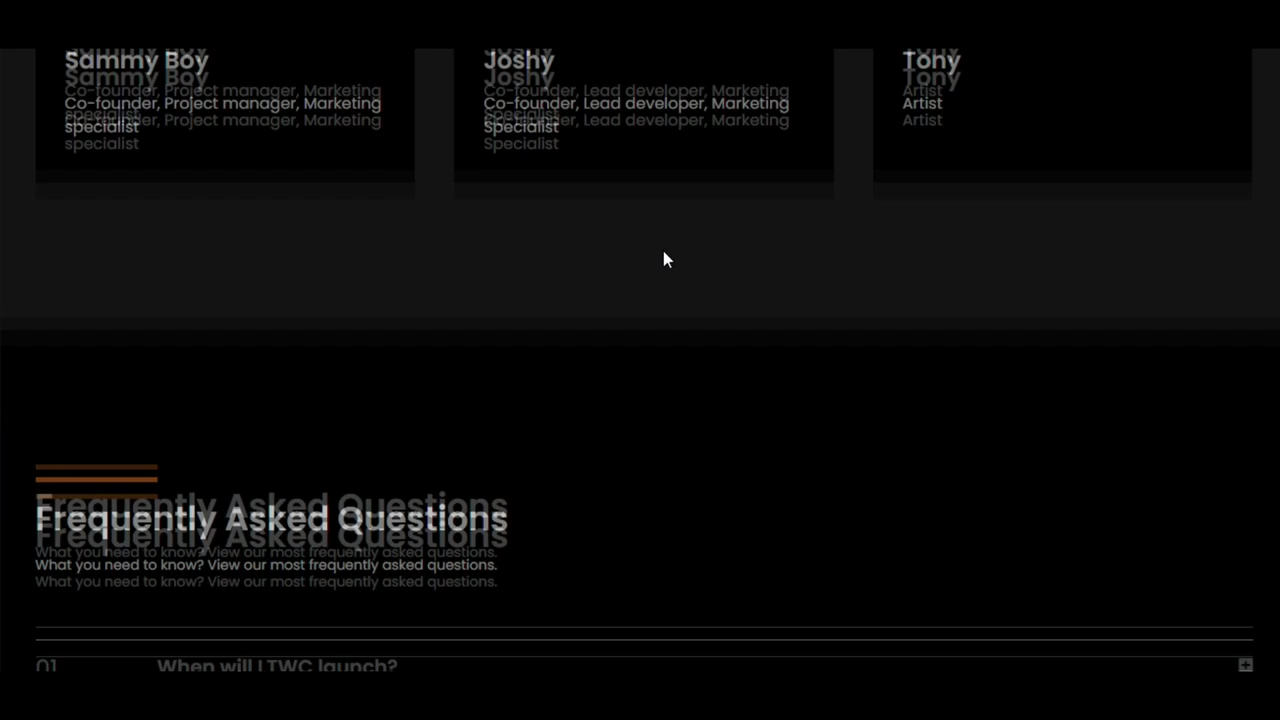 Sammy Boy
Co-founder, Project manager, Marketing
specialist
Joshy
Co-founder, Lead developer, Marketing
Specialist
Tony
Artist
Frequently Asked Questions
What you need to know? View our most frequently asked questions.
01 When will LTWC launch?